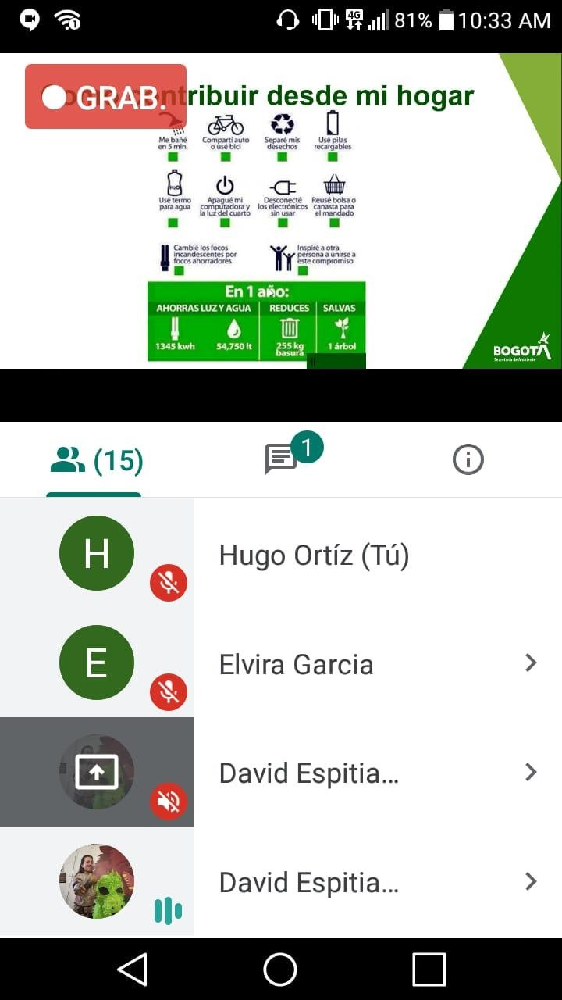 4G 81% 10:33 AM
GRAB.
ntribuir desde mi hogar
Me bañé
en 5 min.
Compartí auto
o usé bici
Separé mis
desechos
Usé pilas
recargables
H2O
Usé termo
para agua
Apagué mi
computadora y
la luz del cuarto
Desconecté
los electrónicos
sin usar
Reusé bolsa o
canasta para
el mandado
Cambié los focos
incandescentes por
focos ahorradores
Inspiré a otra
persona a unirse a
este compromiso
En 1 año:
AHORRAS LUZ Y AGUA
REDUCES
SALVAS
1345 kwh
54,750 lt
255 kg
basura
1 árbol
BOGOTÁ
Secretaría de Ambiente
(15)
1
H
Hugo Ortíz (Tú)
E
Elvira Garcia
David Espitia...
David Espitia...